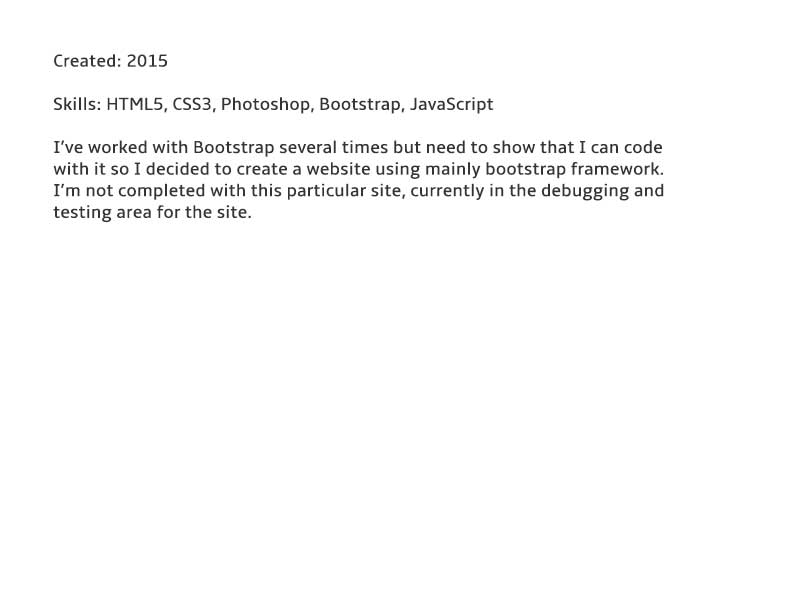 Created: 2015
Skills: HTML5, CSS3, Photoshop, Bootstrap, JavaScript
I’ve worked with Bootstrap several times but need to show that I can code
with it so I decided to create a website using mainly bootstrap framework.
I’m not completed with this particular site, currently in the debugging and
testing area for the site.